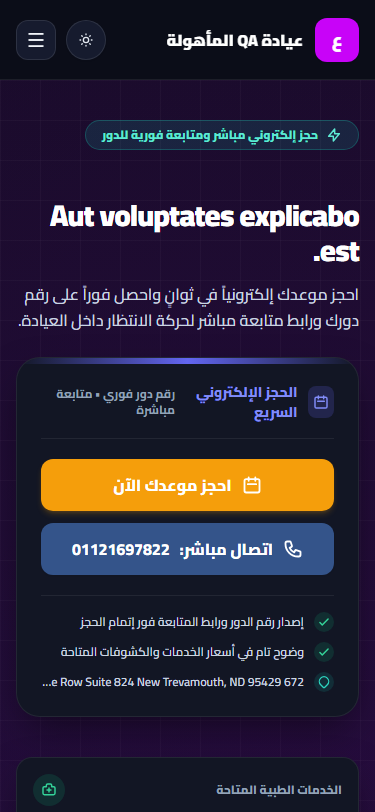 ع
عيادة QA المأهولة
حجز إلكتروني مباشر ومتابعة فورية للدور
Aut voluptates explicabo
est.
احجز موعدك إلكترونياً في ثوانٍ واحصل فوراً على رقم
دورك ورابط متابعة مباشر لحركة الانتظار داخل العيادة.
الحجز الإلكتروني
السريع
رقم دور فوري • متابعة
مباشرة
احجز موعدك الآن
اتصال مباشر: 01121697822
إصدار رقم الدور ورابط المتابعة فور إتمام الحجز
وضوح تام في أسعار الخدمات والكشوفات المتاحة
672 e Row Suite 824 New Trevamouth, ND 95429...
الخدمات الطبية المتاحة